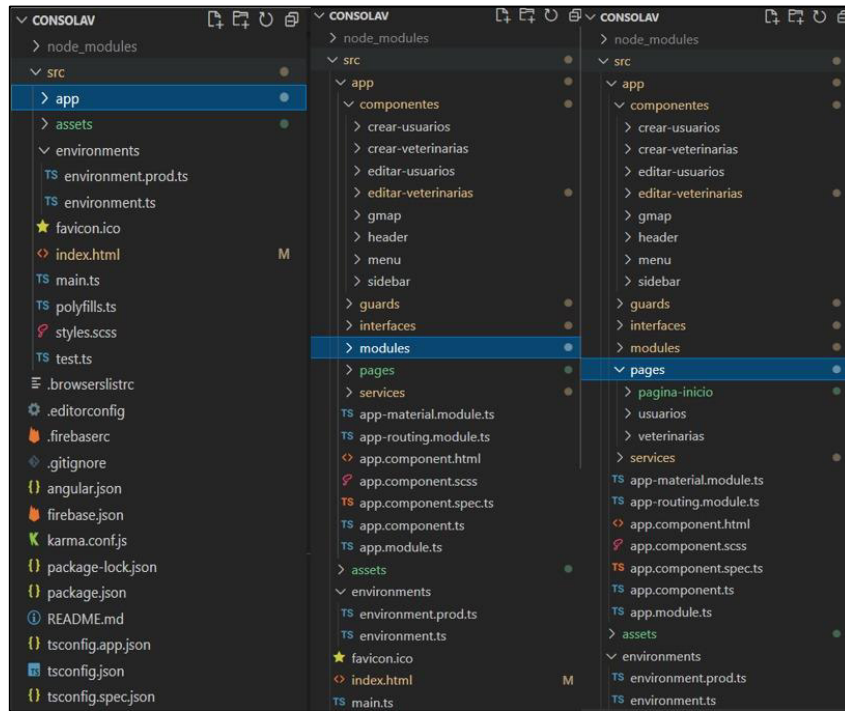 CONSOLAV
node_modules
src
app
assets
environments
TS environment.prod.ts
TS environment.ts
favicon.ico
index.html M
TS main.ts
TS polyfills.ts
styles.scss
TS test.ts
.browserslistrc
.editorconfig
.firebaserc
.gitignore
{} angular.json
firebase.json
K karma.conf.js
{} package-lock.json
{} package.json
README.md
{} tsconfig.app.json
TS tsconfig.json
{} tsconfig.spec.json
CONSOLAV
node_modules
src
app
componentes
crear-usuarios
crear-veterinarias
editar-usuarios
editar-veterinarias
gmap
header
menu
sidebar
guards
interfaces
modules
pages
services
TS app-material.module.ts
TS app-routing.module.ts
app.component.html
app.component.scss
TS app.component.spec.ts
TS app.component.ts
TS app.module.ts
assets
environments
TS environment.prod.ts
TS environment.ts
favicon.ico
index.html M
TS main.ts
CONSOLAV
node_modules
src
app
componentes
crear-usuarios
crear-veterinarias
editar-usuarios
editar-veterinarias
gmap
header
menu
sidebar
guards
interfaces
modules
pages
pagina-inicio
usuarios
veterinarias
services
TS app-material.module.ts
TS app-routing.module.ts
app.component.html
app.component.scss
TS app.component.spec.ts
TS app.component.ts
TS app.module.ts
assets
environments
TS environment.prod.ts
TS environment.ts